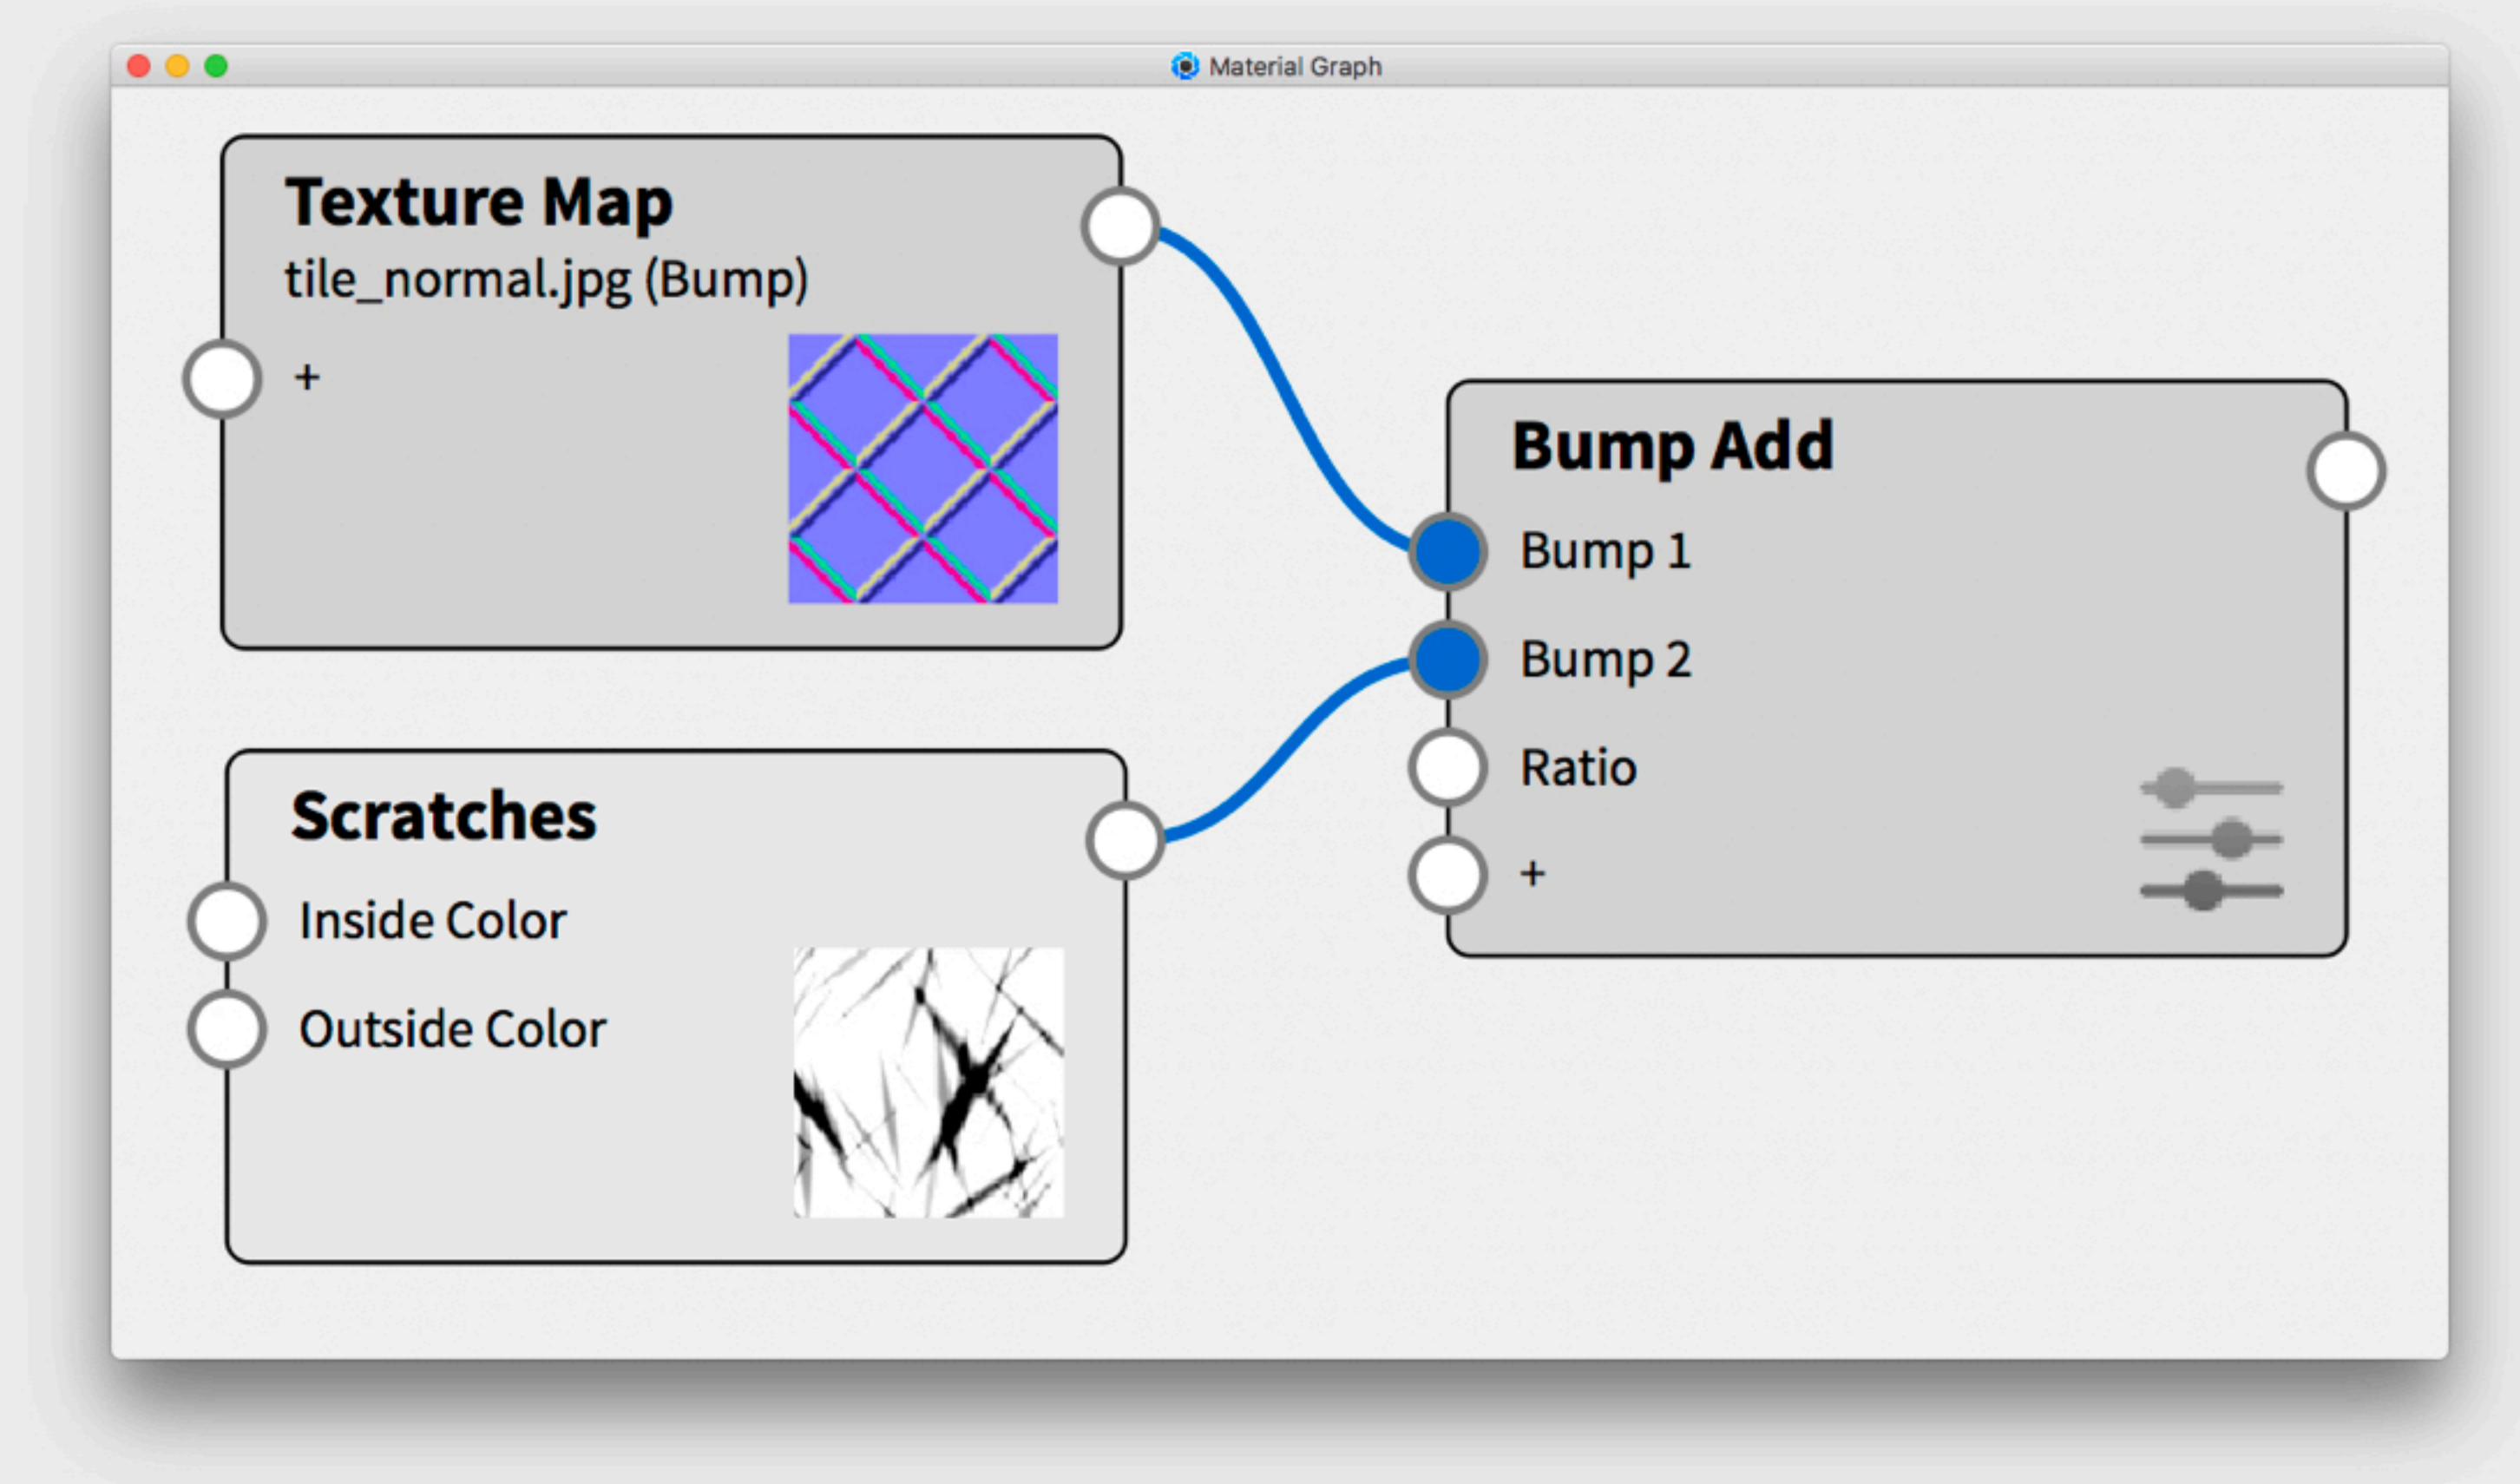 Material Graph
Texture Map
tile_normal.jpg (Bump)
+
Scratches
Inside Color
Outside Color
Bump Add
Bump 1
Bump 2
Ratio
+